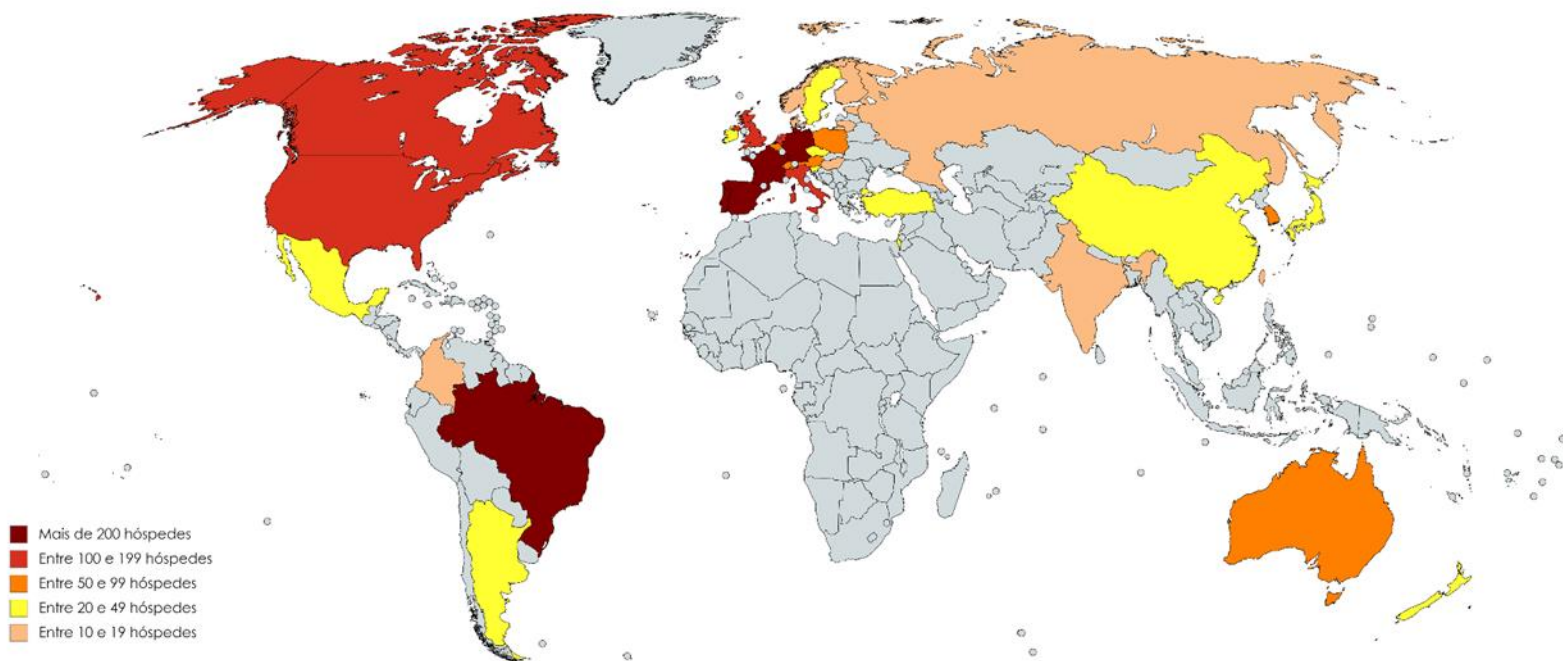 Mais de 200 hóspedes
Entre 100 e 199 hóspedes
Entre 50 e 99 hóspedes
Entre 20 e 49 hóspedes
Entre 10 e 19 hóspedes